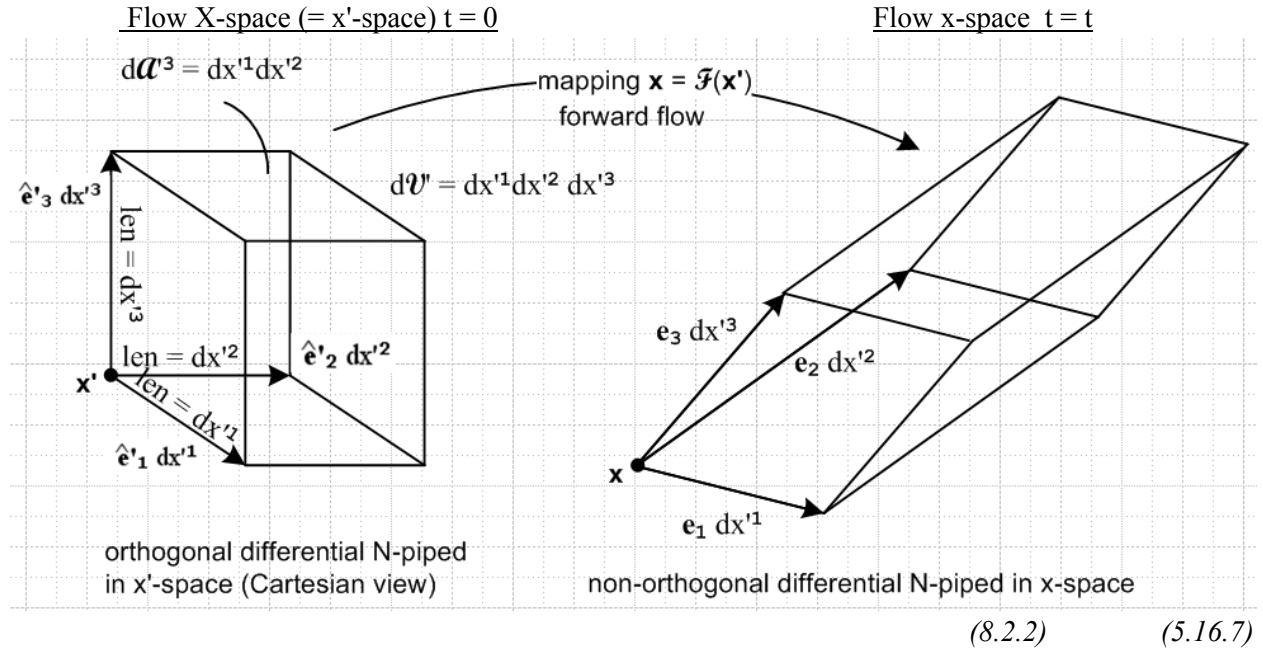 Flow X-space (= x'-space) t = 0
Flow x-space  t = t
d𝒜'³ = dx'¹dx'²
mapping x = ℱ(x')
forward flow
d𝒱' = dx'¹dx'² dx'³
ê'₃ dx'³
len = dx'³
len = dx'²
ê'₂ dx'²
x'
len = dx'¹
ê'₁ dx'¹
e₃ dx'³
e₂ dx'²
x
e₁ dx'¹
orthogonal differential N-piped
in x'-space (Cartesian view)
non-orthogonal differential N-piped in x-space
(8.2.2)
(5.16.7)